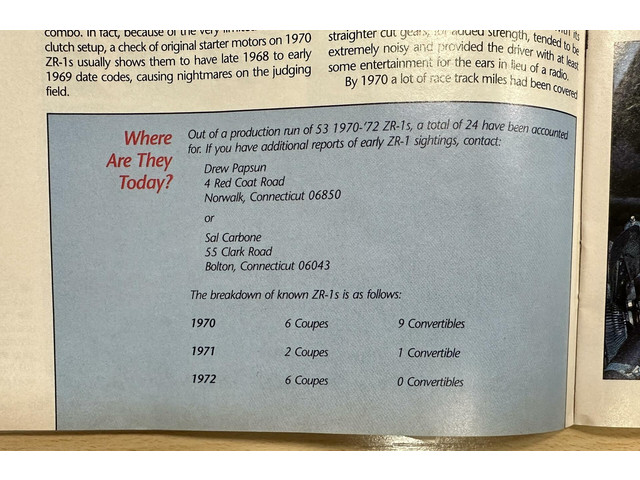 combo. In fact, because of the very
clutch setup, a check of original starter motors on 1970
ZR-1s usually shows them to have late 1968 to early
1969 date codes, causing nightmares on the judging
field.
straighter cut gears, for added strength, tended to be
extremely noisy and provided the driver with at least
some entertainment for the ears in lieu of a radio.
By 1970 a lot of race track miles had been covered
Where
Are They
Today?
Out of a production run of 53 1970-'72 ZR-1s, a total of 24 have been accounted
for. If you have additional reports of early ZR-1 sightings, contact:
Drew Papsun
4 Red Coat Road
Norwalk, Connecticut 06850
or
Sal Carbone
55 Clark Road
Bolton, Connecticut 06043
The breakdown of known ZR-1s is as follows:
1970 6 Coupes 9 Convertibles
1971 2 Coupes 1 Convertible
1972 6 Coupes 0 Convertibles